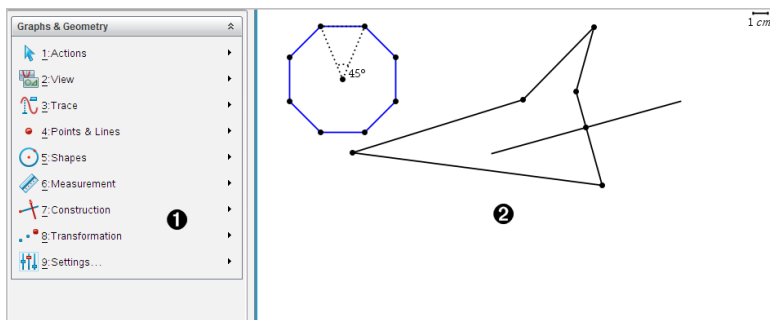 Graphs & Geometry
1:Actions
2:View
3:Trace
4:Points & Lines
5:Shapes
6:Measurement
7:Construction
8:Transformation
9:Settings...
❶
45°
❷
1 cm